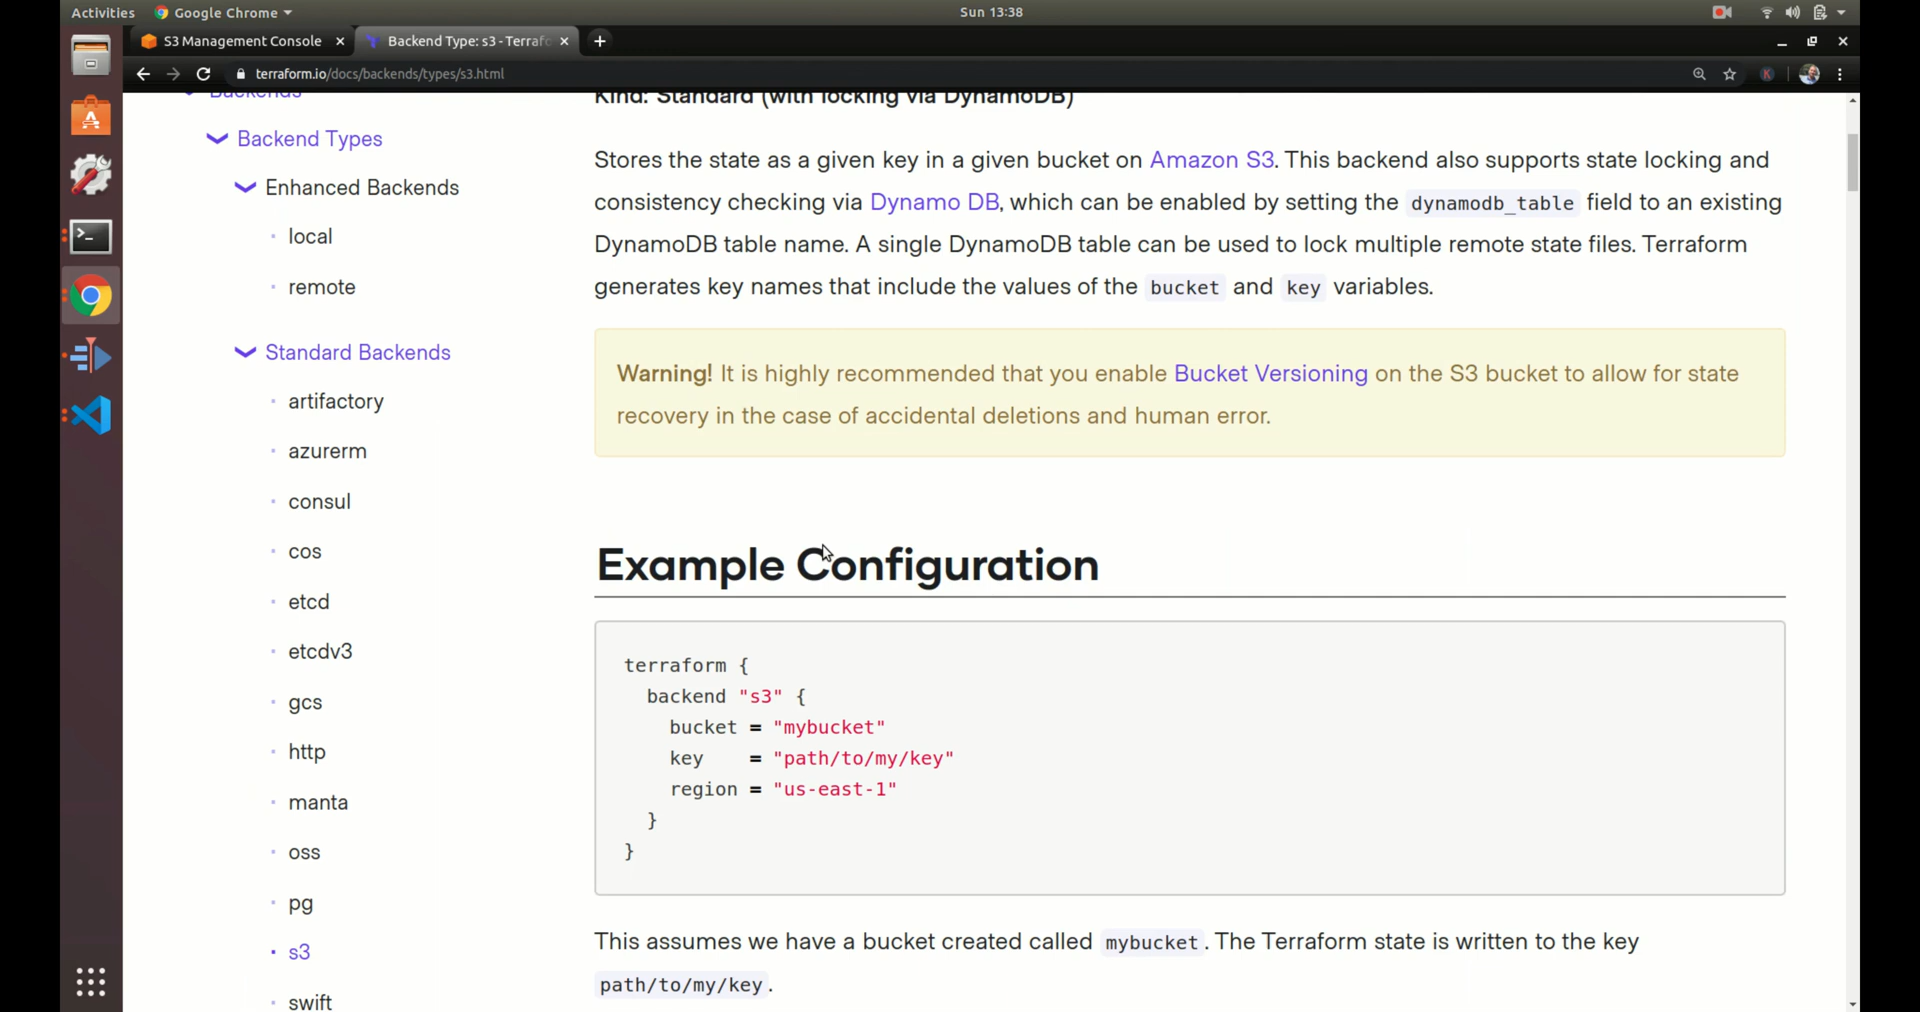 Activities Google Chrome Sun 13:38
S3 Management Console Backend Type: s3 - Terrafo
terraform.io/docs/backends/types/s3.html
Backends
Backend Types
Enhanced Backends
local
remote
Standard Backends
artifactory
azurerm
consul
cos
etcd
etcdv3
gcs
http
manta
oss
pg
s3
swift
Kind: Standard (with locking via DynamoDB)
Stores the state as a given key in a given bucket on Amazon S3. This backend also supports state locking and
consistency checking via Dynamo DB, which can be enabled by setting the dynamodb_table field to an existing
DynamoDB table name. A single DynamoDB table can be used to lock multiple remote state files. Terraform
generates key names that include the values of the bucket and key variables.
Warning! It is highly recommended that you enable Bucket Versioning on the S3 bucket to allow for state
recovery in the case of accidental deletions and human error.
Example Configuration
terraform {
backend "s3" {
bucket = "mybucket"
key = "path/to/my/key"
region = "us-east-1"
}
}
This assumes we have a bucket created called mybucket. The Terraform state is written to the key
path/to/my/key.